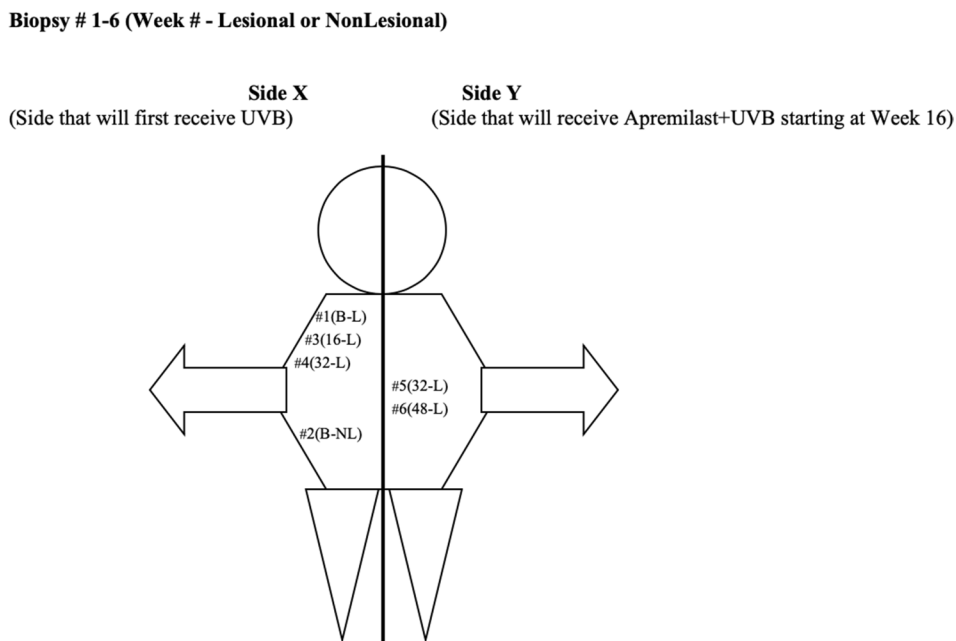 Biopsy # 1-6 (Week # - Lesional or NonLesional)
Side X
(Side that will first receive UVB)
Side Y
(Side that will receive Apremilast+UVB starting at Week 16)
#1(B-L)
#3(16-L)
#4(32-L)
#2(B-NL)
#5(32-L)
#6(48-L)